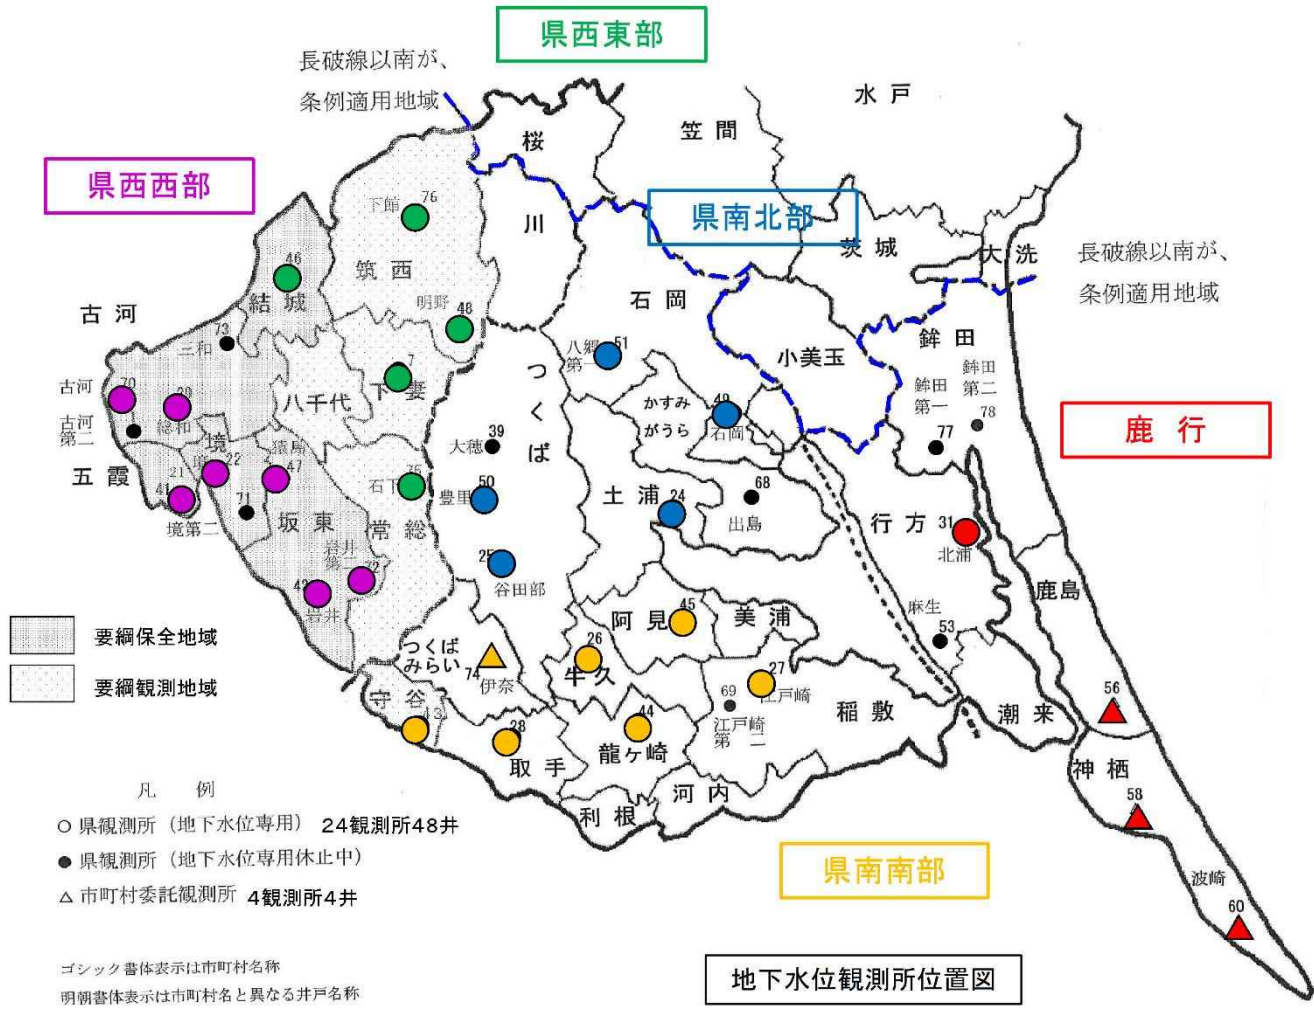 県西東部
長破線以南が、
条例適用地域
水戸
笠間
桜
川
県西西部
県南北部
茨城
大洗
長破線以南が、
条例適用地域
下館
76
筑西
46
結城
明野
48
石岡
小美玉
鉾田
古河
73
三和
八郷
第一
51
つくば
7
下妻
八千代
古河
70
29
総和
古河
第二
かすみ
がうら
49
石岡
鉾田
第一
77
鉾田
第二
78
鹿行
五霞
境
22
21
41
境第二
猿島
47
71
坂東
75
石下
常総
大穂
39
豊里
50
土浦
24
68
出島
行方
31
北浦
岩井
第二
72
42
岩井
25
谷田部
鹿島
要綱保全地域
要綱観測地域
阿見
45
美浦
麻生
53
つくば
みらい
74
伊奈
26
牛久
27
江戸崎
69
江戸崎
第二
稲敷
潮来
56
守谷
43
28
取手
44
龍ヶ崎
河内
利根
神栖
58
波崎
60
凡例
○ 県観測所（地下水位専用） 24観測所48井
● 県観測所（地下水位専用休止中）
△ 市町村委託観測所 4観測所4井
県南南部
ゴシック書体表示は市町村名称
明朝書体表示は市町村名と異なる井戸名称
地下水位観測所位置図